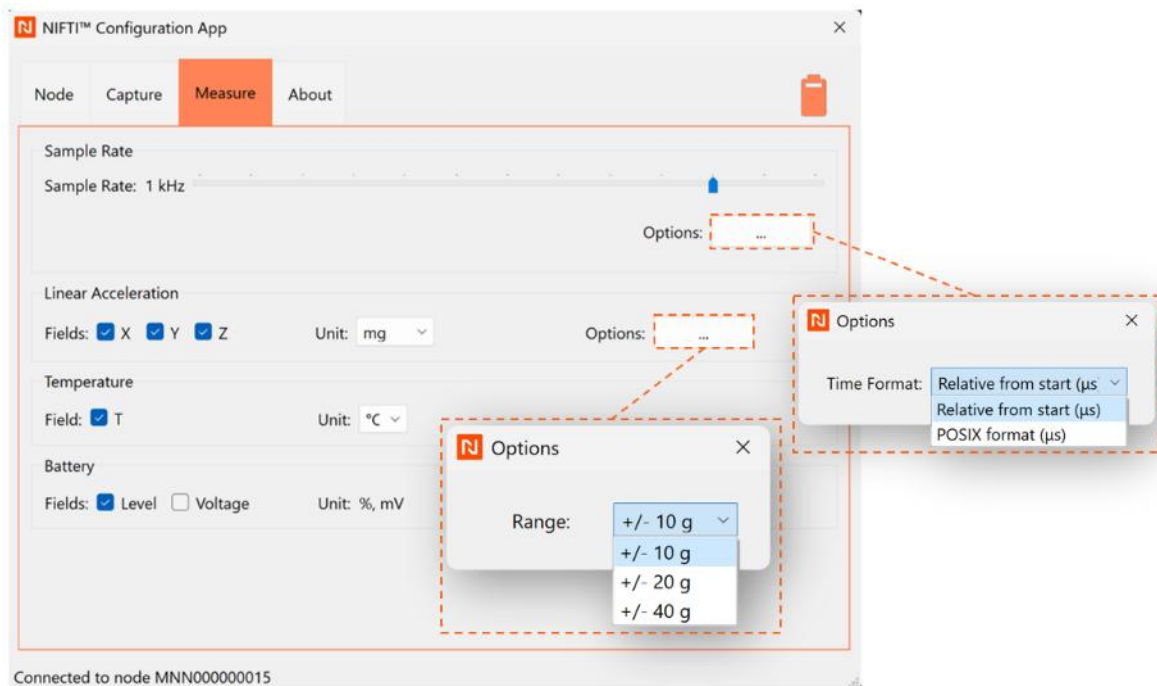 NIFTI™ Configuration App
Node Capture Measure About
Sample Rate
Sample Rate: 1 kHz
Options: ...
Linear Acceleration
Fields: X Y Z Unit: mg Options: ...
Temperature
Field: T Unit: °C
Battery
Fields: Level Voltage Unit: %, mV
Connected to node MNN000000015
Options
Range: +/- 10 g
+/- 10 g
+/- 20 g
+/- 40 g
Options
Time Format: Relative from start (µs
Relative from start (µs)
POSIX format (µs)